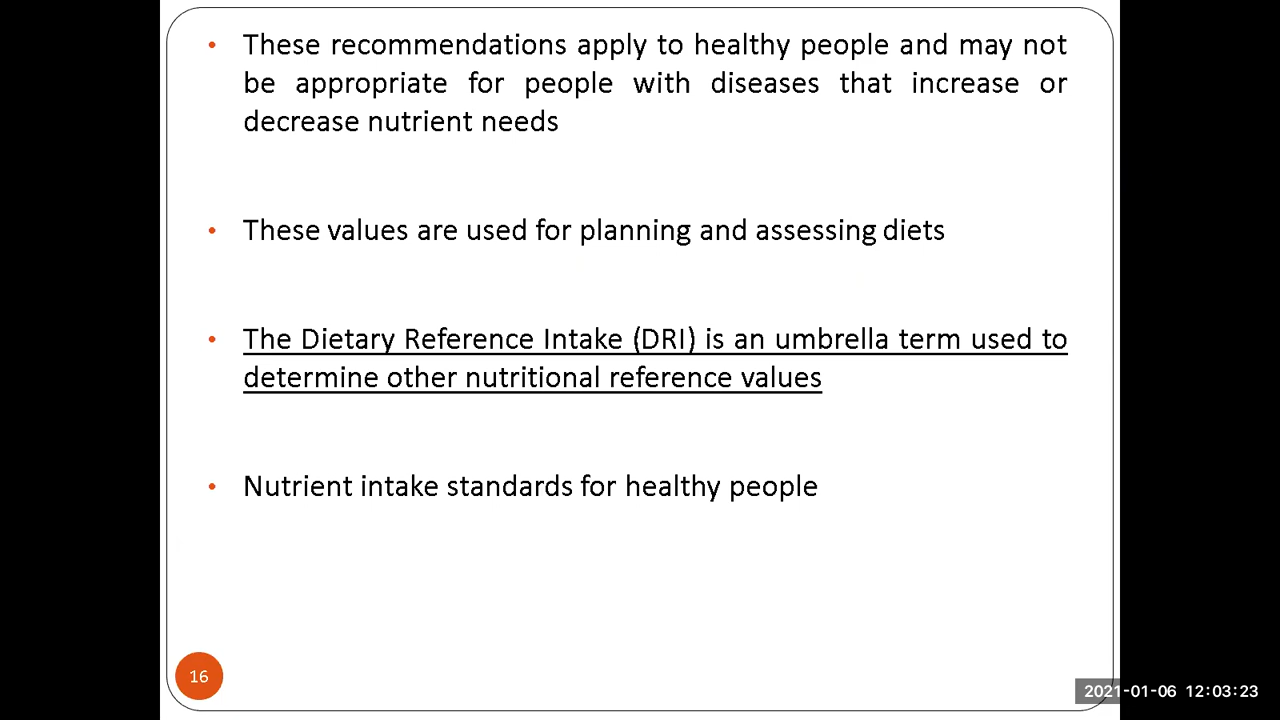 • These recommendations apply to healthy people and may not
be appropriate for people with diseases that increase or
decrease nutrient needs
• These values are used for planning and assessing diets
• The Dietary Reference Intake (DRI) is an umbrella term used to
determine other nutritional reference values
• Nutrient intake standards for healthy people
16
2021-01-06 12:03:23